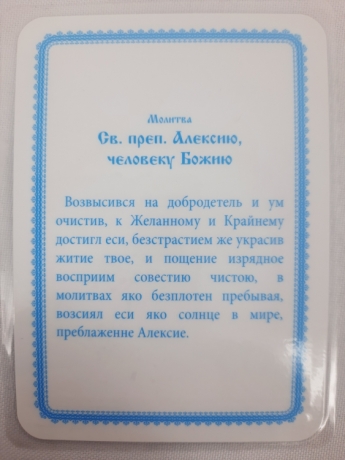 Молитва
Св. преп. Алексию,
человеку Божию
Возвысився на добродетель и ум
очистив, к Желанному и Крайнему
достигл еси, безстрастием же украсив
житие твое, и пощение изрядное
восприим совестию чистою, в
молитвах яко безплотен пребывая,
возсиял еси яко солнце в мире,
преблажение Алексие.